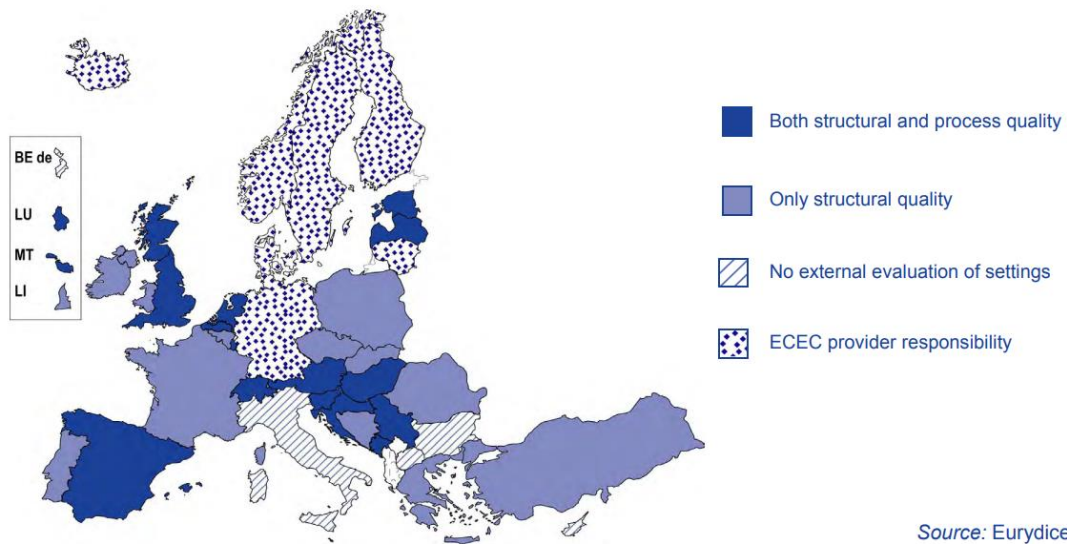 Both structural and process quality
BE de
LU
Only structural quality
MT
No external evaluation of settings
LI
ECEC provider responsibility
Source: Eurydice